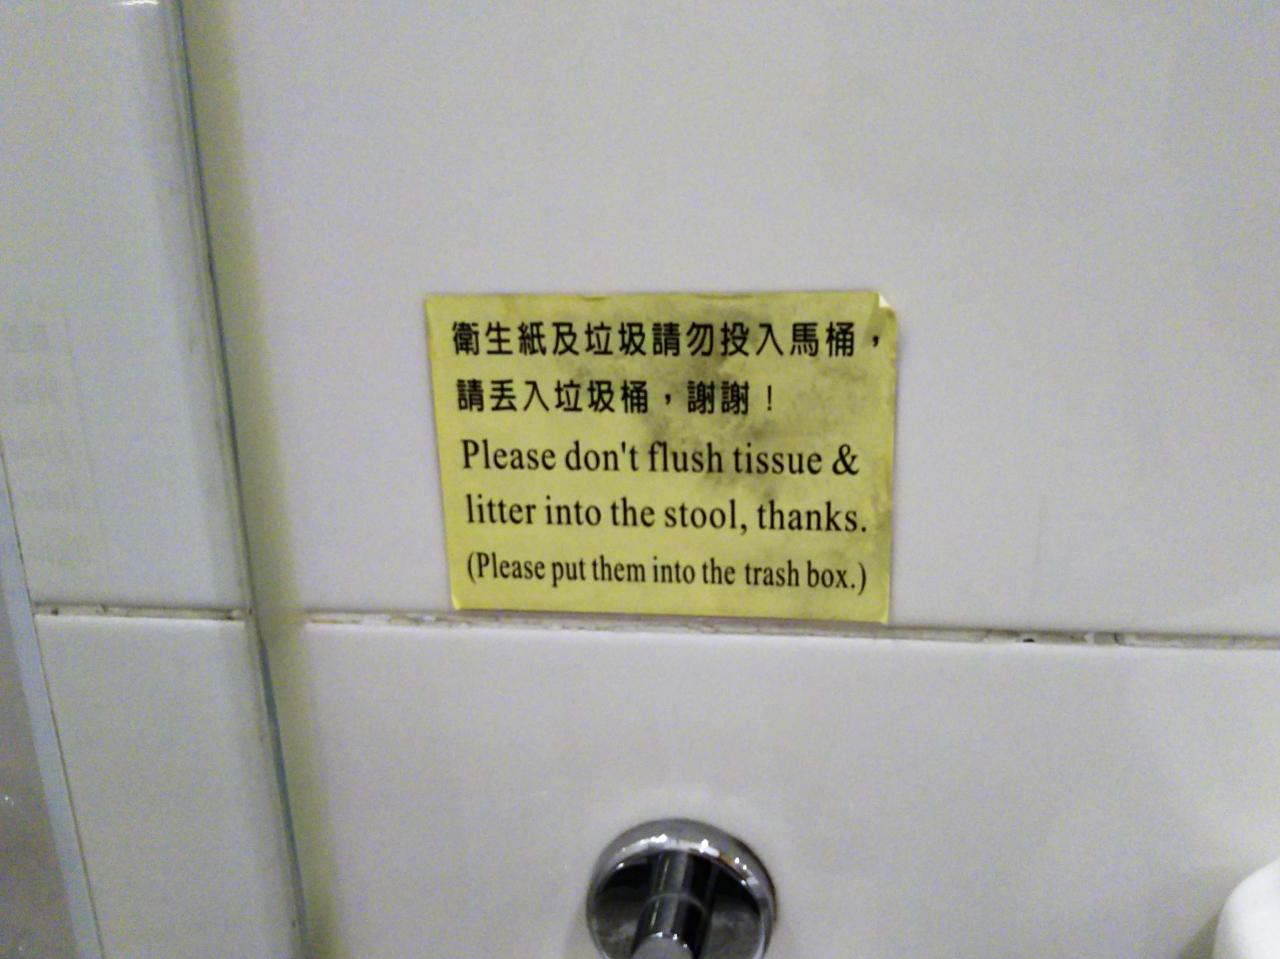 衛生紙及垃圾請勿投入馬桶，
請丟入垃圾桶，謝謝！
Please don't flush tissue &
litter into the stool, thanks.
(Please put them into the trash box.)